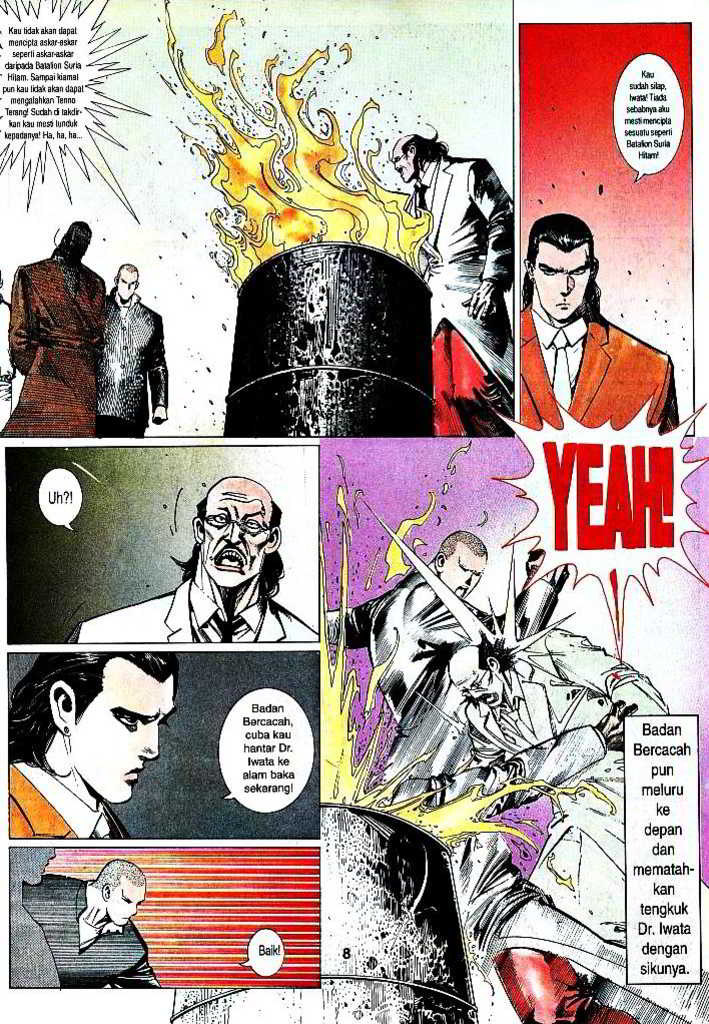 Kau tidak akan dapat
mencipta askar-askar
seperti askar-askar
daripada Batalion Suria
Hitam. Sampai kiamat
pun kau tidak akan dapat
mengalahkan Tenno
Terang! Sudah di takdir-
kan kau mesti tunduk
kepadanya! Ha, ha, ha...
Kau
sudah silap,
Iwata! Tiada
sebabnya aku
mesti mencipta
sesuatu seperti
Batalion Suria
Hitam!
Uh?!
YEAH!
Badan
Bercacah,
cuba kau
hantar Dr.
Iwata ke
alam baka
sekarang!
Baik!
Badan
Bercacah
pun
meluru
ke
depan
dan
mematah-
kan
tengkuk
Dr. Iwata
dengan
sikunya.
8